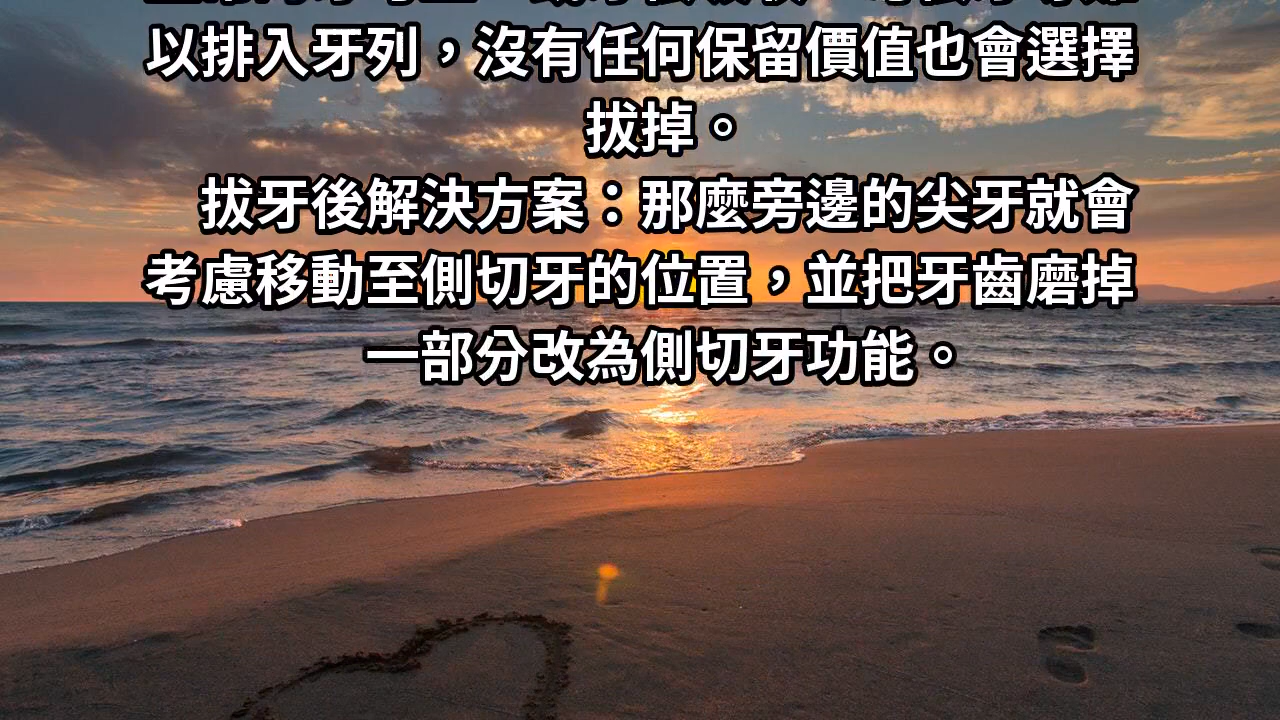 以排入牙列，沒有任何保留價值也會選擇
拔掉。
拔牙後解決方案：那麼旁邊的尖牙就會
考慮移動至側切牙的位置，並把牙齒磨掉
一部分改為側切牙功能。